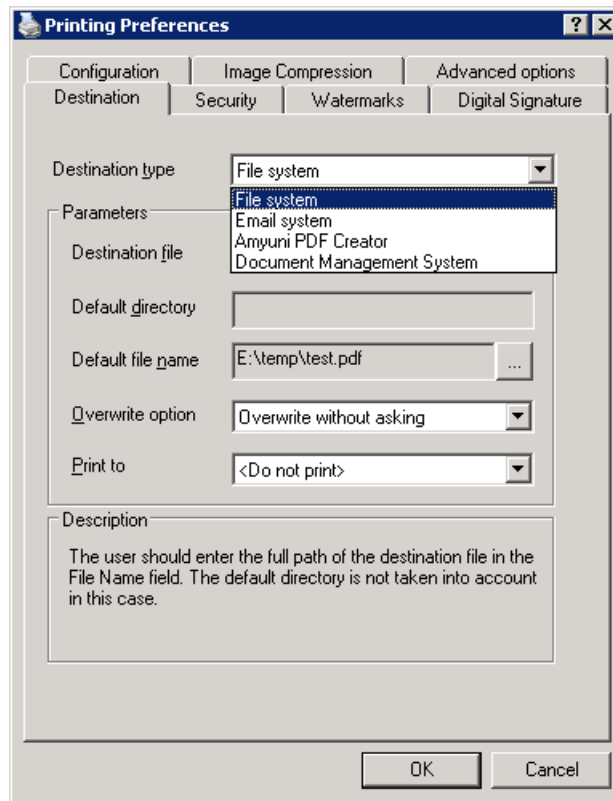 Printing Preferences
Configuration
Image Compression
Advanced options
Destination
Security
Watermarks
Digital Signature
Destination type
File system
File system
Email system
Amyuni PDF Creator
Document Management System
Parameters
Destination file
Default directory
Default file name
E:\temp\test.pdf
...
Overwrite option
Overwrite without asking
Print to
<Do not print>
Description
The user should enter the full path of the destination file in the
File Name field. The default directory is not taken into account
in this case.
OK
Cancel